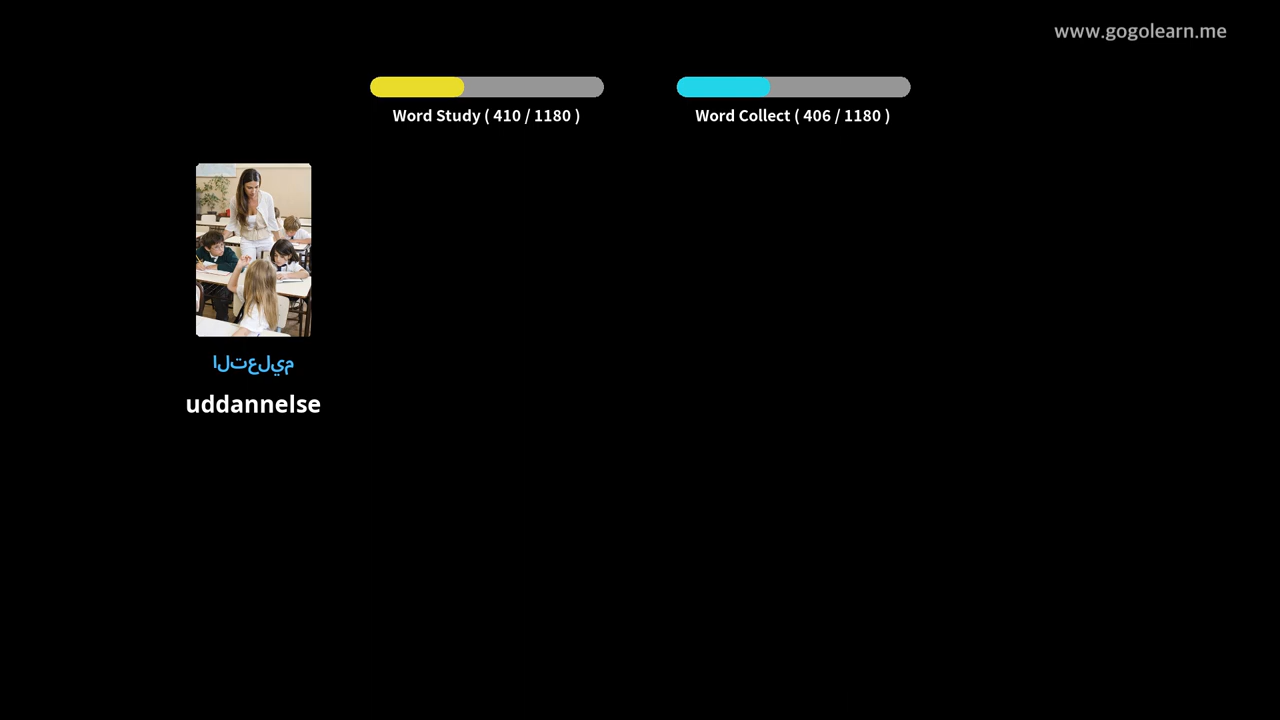 www.gogolearn.me
Word Study ( 410 / 1180 )
Word Collect ( 406 / 1180 )
التعليم
uddannelse